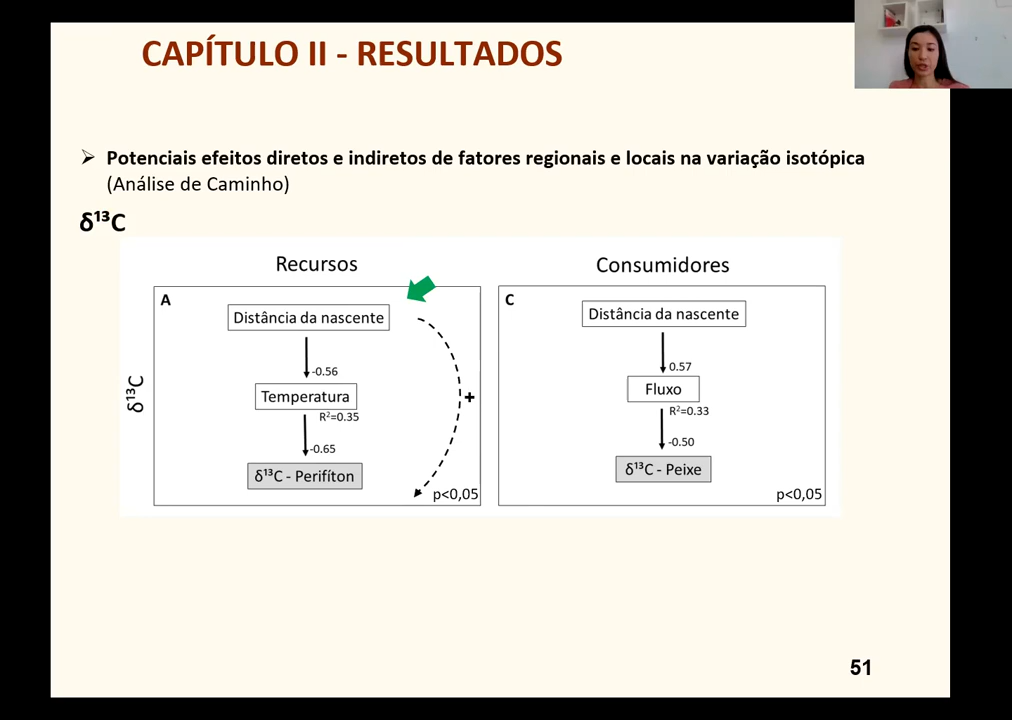 CAPÍTULO II - RESULTADOS
Potenciais efeitos diretos e indiretos de fatores regionais e locais na variação isotópica
(Análise de Caminho)
δ¹³C
Recursos
A
Distância da nascente
-0.56
Temperatura
R²=0.35
-0.65
δ¹³C - Perifíton
+
p<0,05
δ¹³C
Consumidores
C
Distância da nascente
0.57
Fluxo
R²=0.33
-0.50
δ¹³C - Peixe
p<0,05
51